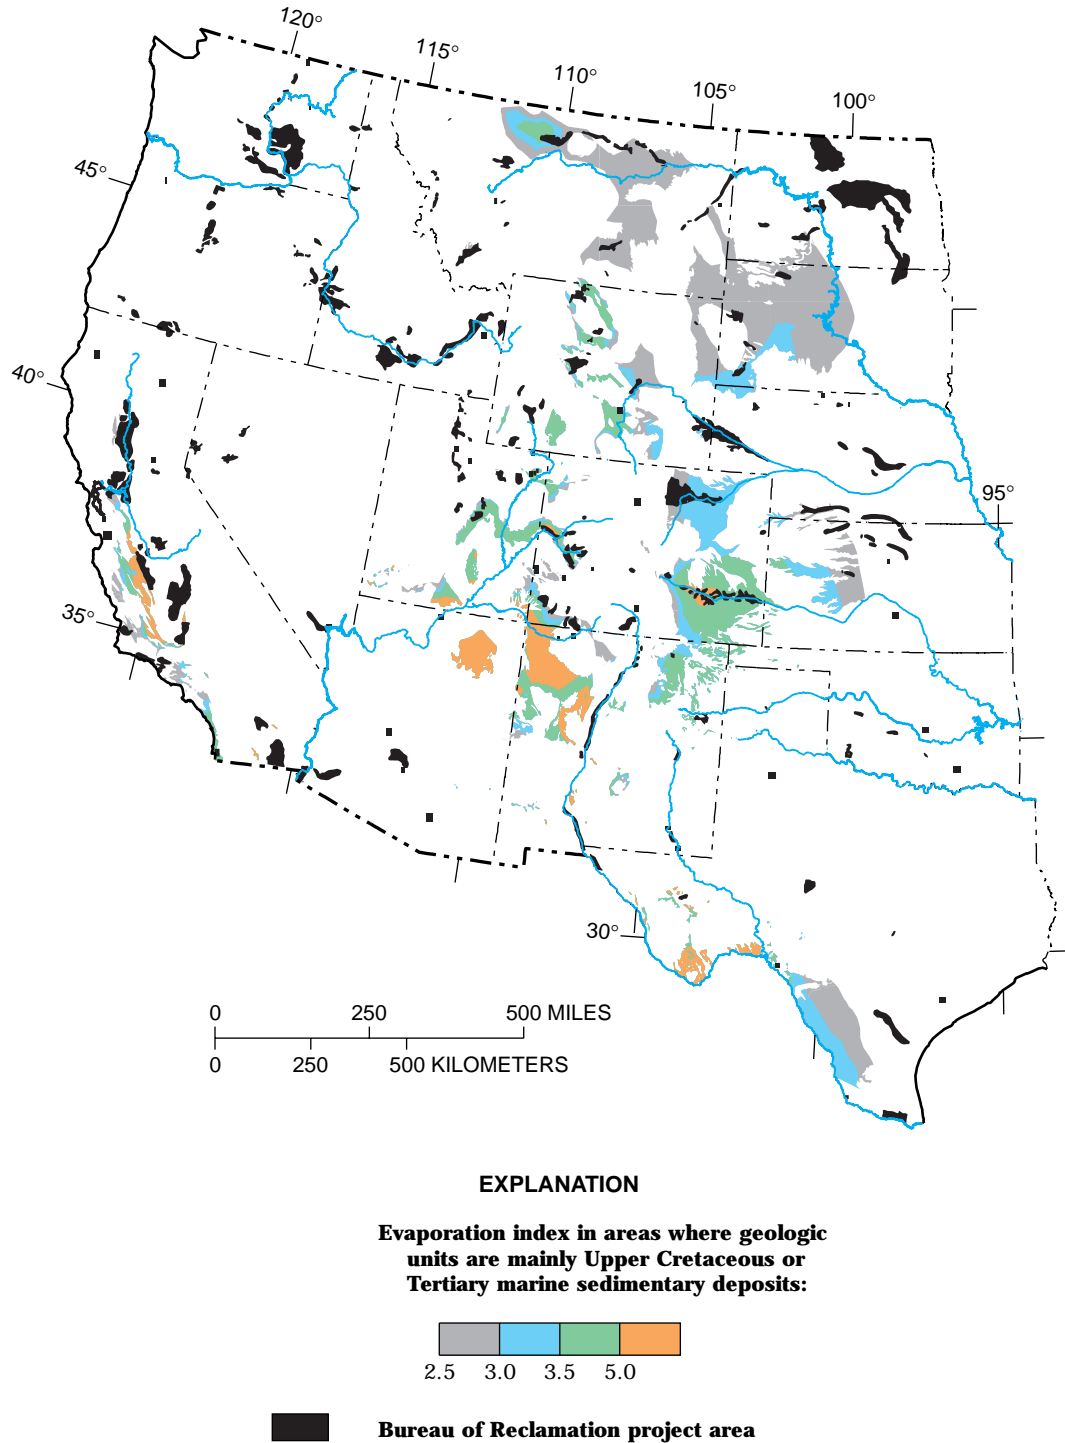 120°
115°
110°
105°
100°
45°
40°
95°
35°
30°
0 250 500 MILES
0 250 500 KILOMETERS
EXPLANATION
Evaporation index in areas where geologic
units are mainly Upper Cretaceous or
Tertiary marine sedimentary deposits:
2.5 3.0 3.5 5.0
Bureau of Reclamation project area